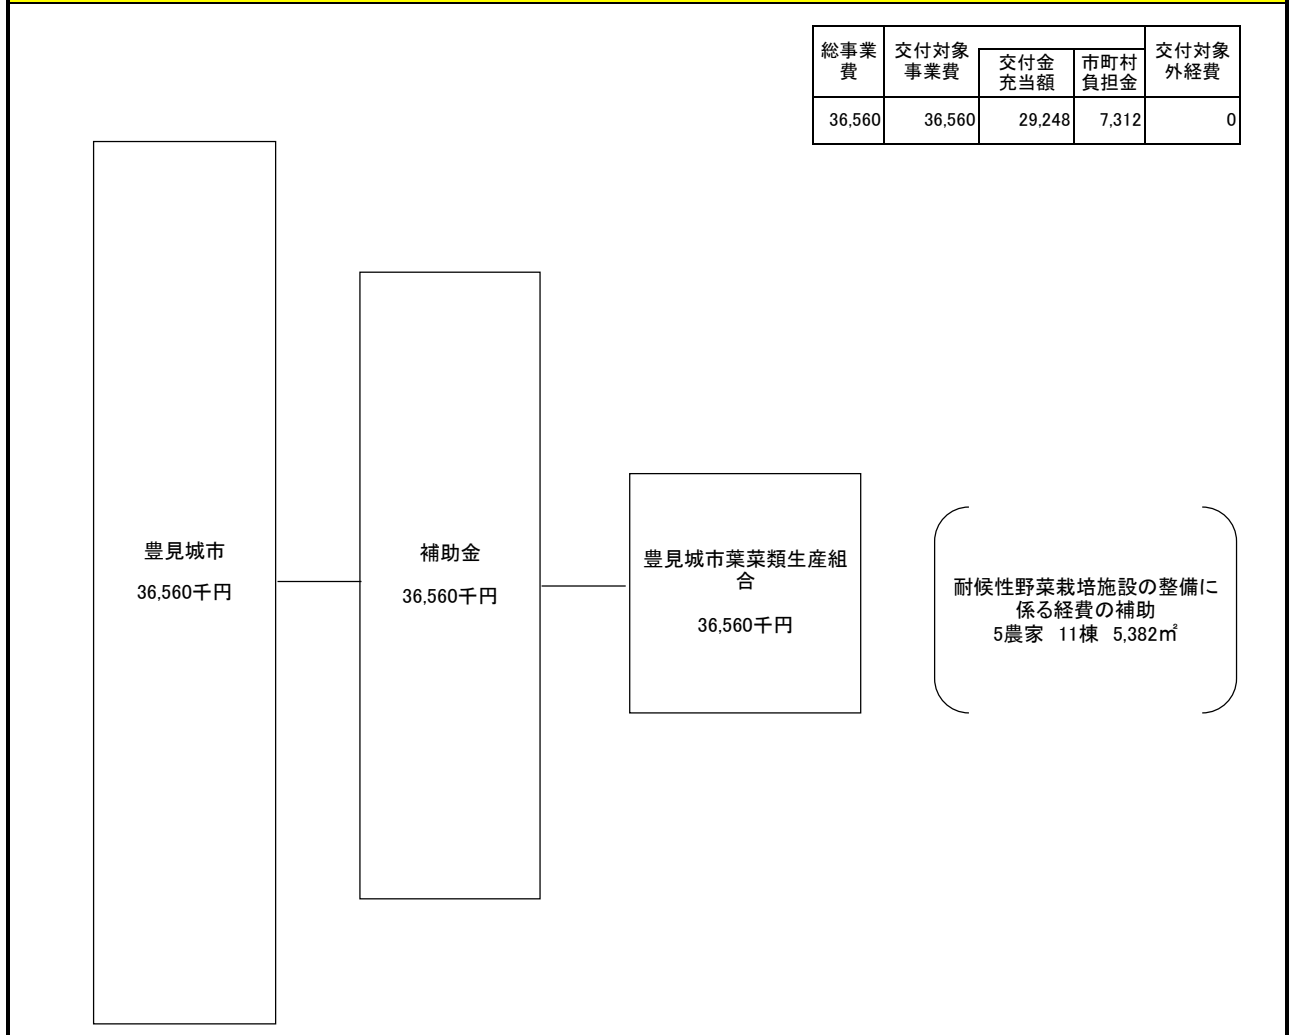 総事業
費
交付対象
事業費
交付金
充当額
市町村
負担金
交付対象
外経費
36,560
36,560
29,248
7,312
0
豊見城市
36,560千円
補助金
36,560千円
豊見城市葉菜類生産組
合
36,560千円
耐候性野菜栽培施設の整備に
係る経費の補助
5農家 11棟 5,382㎡